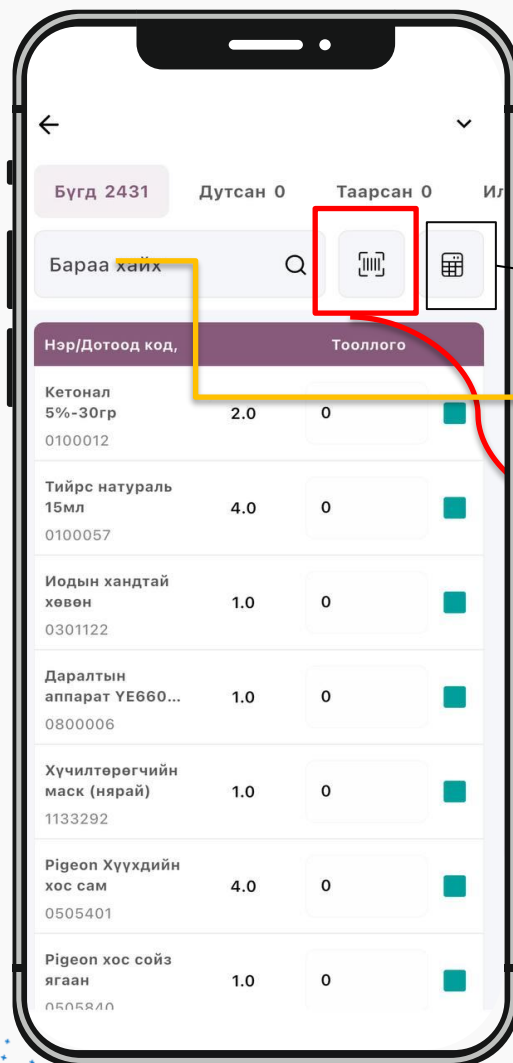 Бүгд 2431 Дутсан 0 Таарсан 0 Ил
Бараа хайх
Нэр/Дотоод код, Тооллого
Кетонал
5%-30гр 2.0 0
0100012
Тийрс натураль
15мл 4.0 0
0100057
Иодын хандтай
хөвөн 1.0 0
0301122
Даралтын
аппарат YE660... 1.0 0
0800006
Хүчилтөрөгчийн
маск (нярай) 1.0 0
1133292
Pigeon Хүүхдийн
хос сам 4.0 0
0505401
Pigeon хос сойз
ягаан 1.0 0
0505840